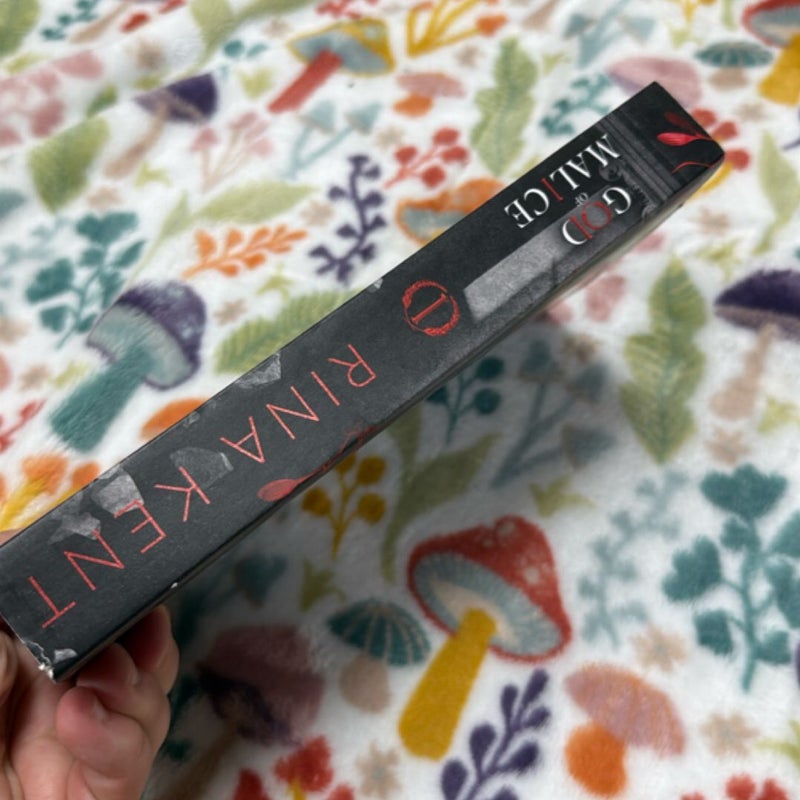 GOD
OF
MALICE
1
RINA KENT